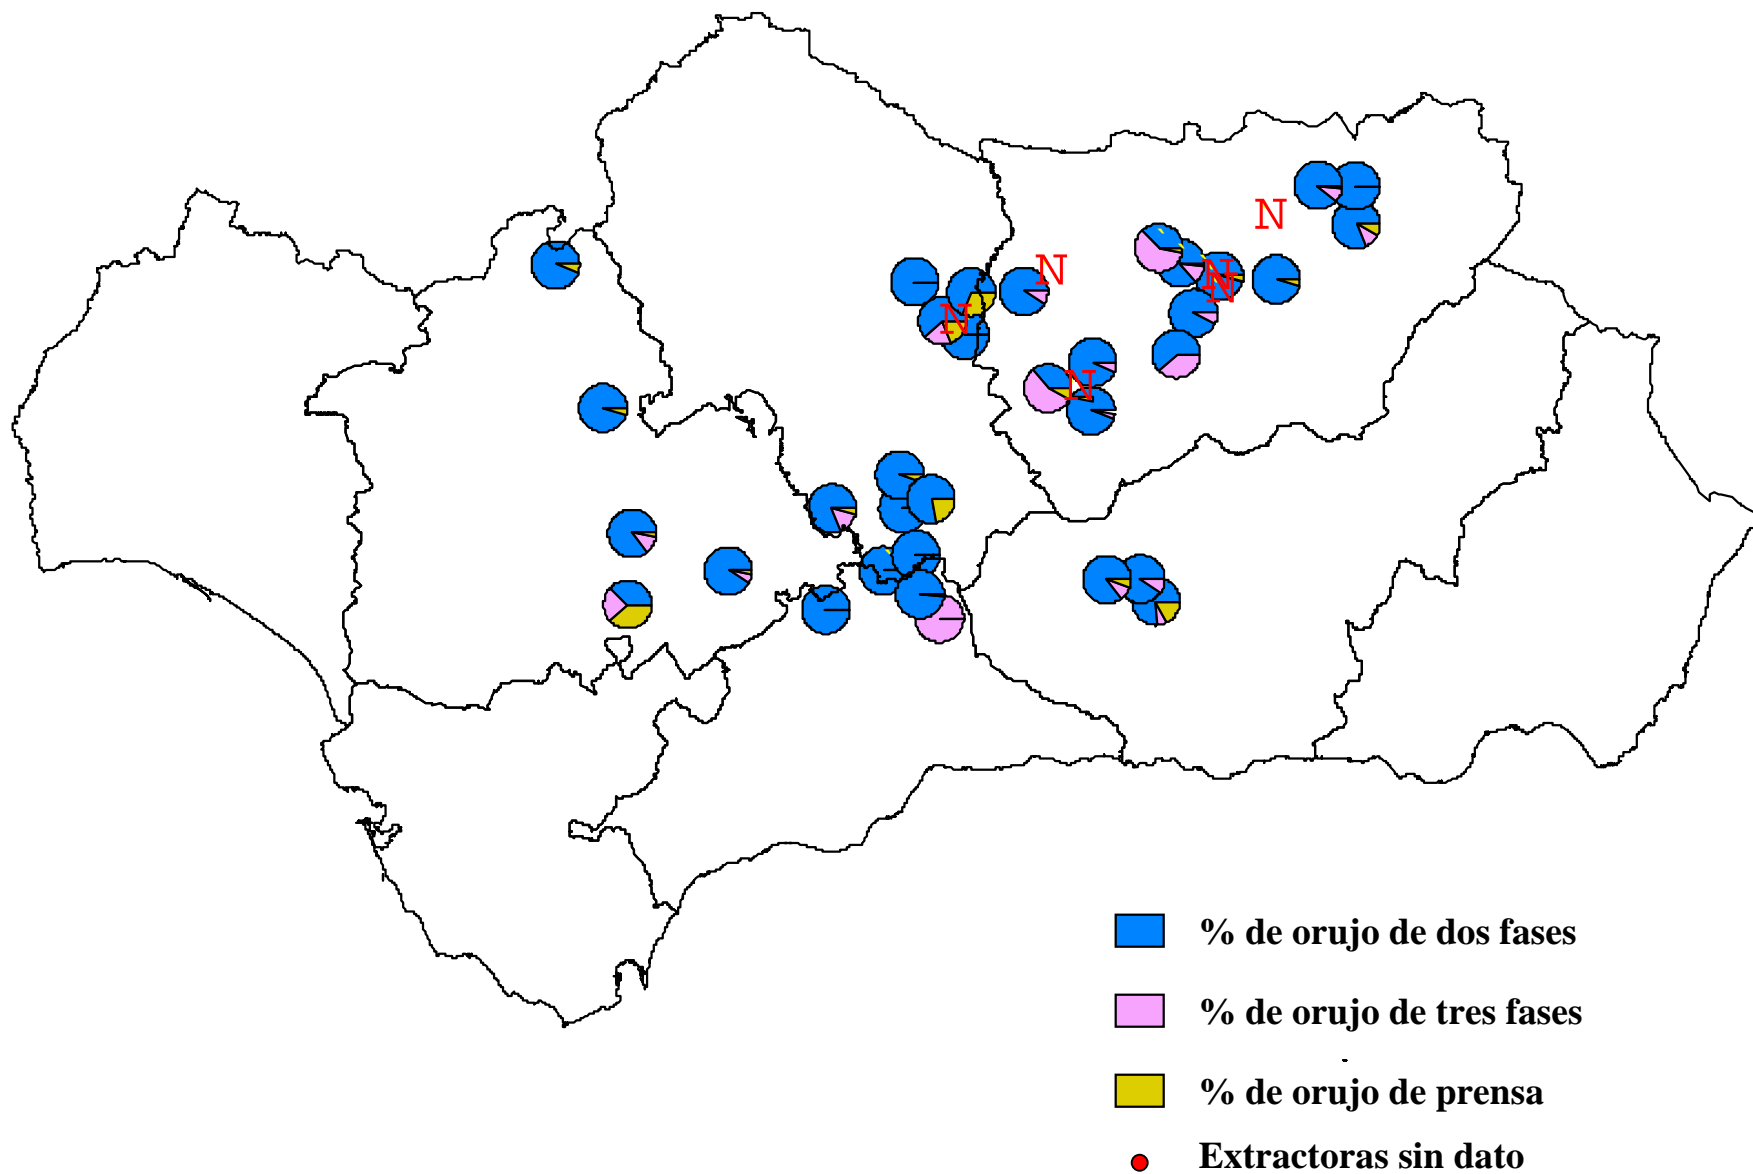 N
N
N
N
N
N
% de orujo de dos fases
% de orujo de tres fases
% de orujo de prensa
Extractoras sin dato